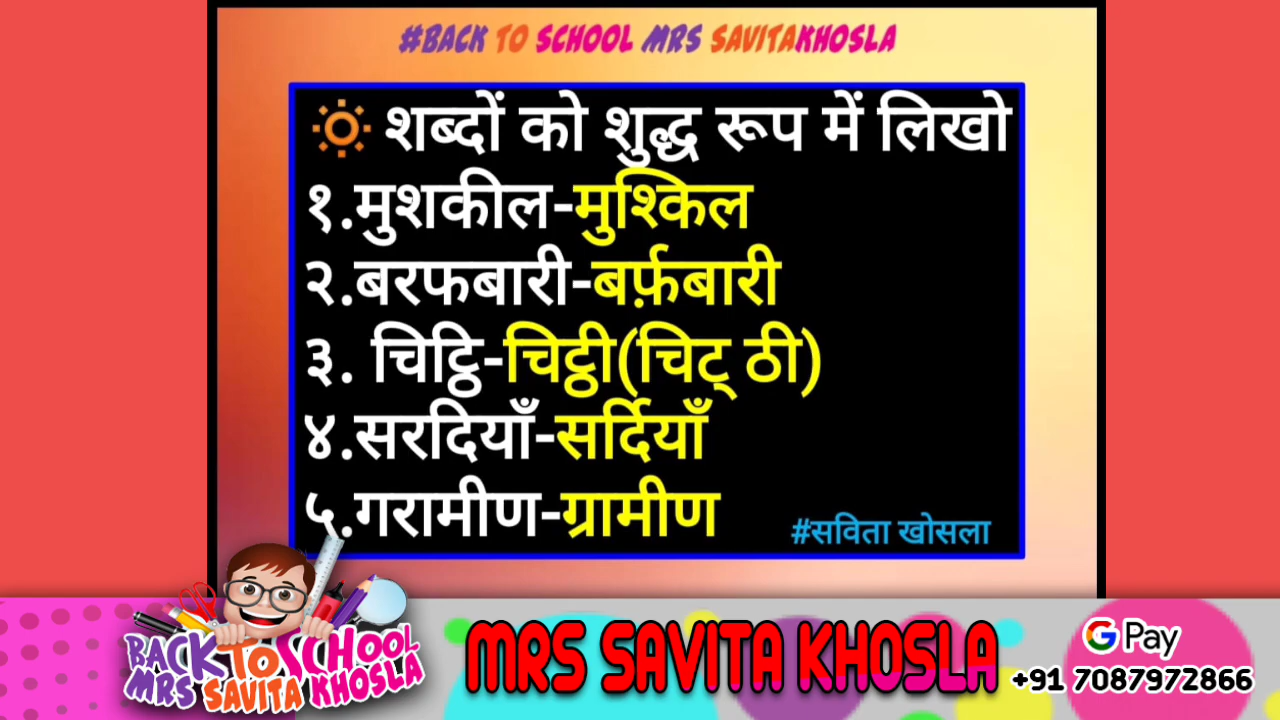 #BACK TO SCHOOL MRS SAVITAKHOSLA
शब्दों को शुद्ध रूप में लिखो
१.मुशकील-मुश्किल
२.बरफबारी-बर्फ़बारी
३. चिट्ठि-चिट्ठी(चिट् ठी)
४.सरदियाँ-सर्दियाँ
५.गरामीण-ग्रामीण
#सविता खोसला
BACK TO SCHOOL
MRS SAVITA KHOSLA
MRS SAVITA KHOSLA
G Pay
+91 7087972866